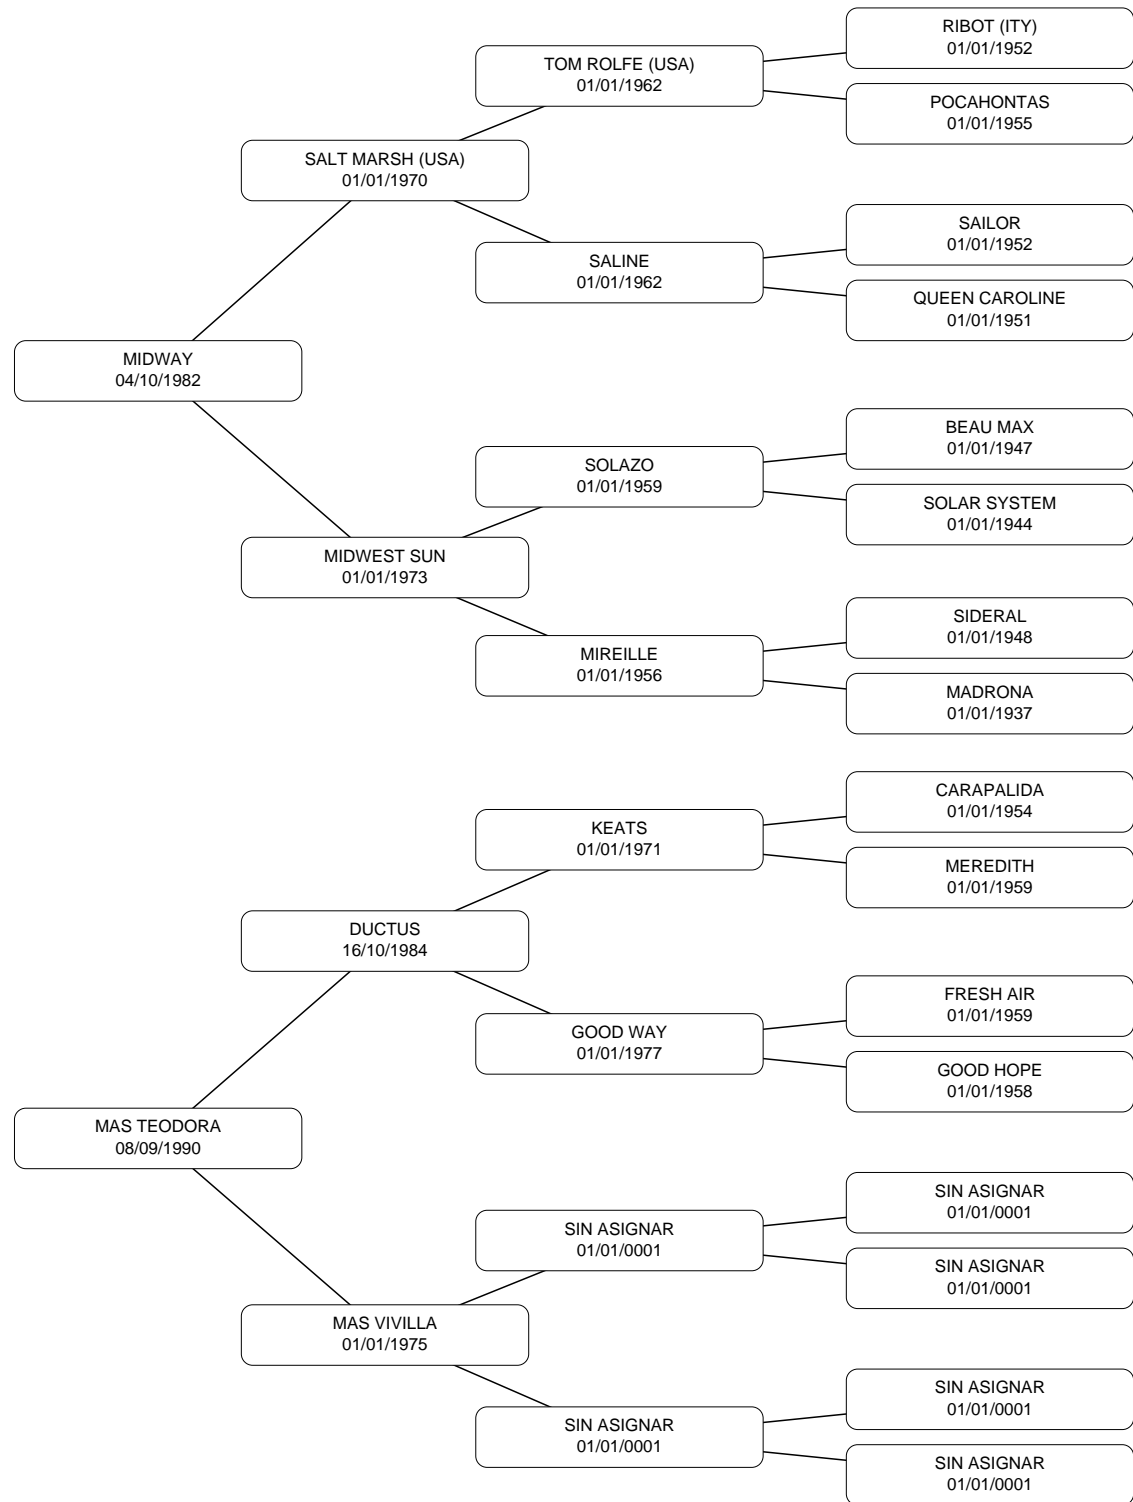 RIBOT (ITY)
01/01/1952
TOM ROLFE (USA)
01/01/1962
POCAHONTAS
01/01/1955
SALT MARSH (USA)
01/01/1970
SAILOR
01/01/1952
SALINE
01/01/1962
QUEEN CAROLINE
01/01/1951
MIDWAY
04/10/1982
BEAU MAX
01/01/1947
SOLAZO
01/01/1959
SOLAR SYSTEM
01/01/1944
MIDWEST SUN
01/01/1973
SIDERAL
01/01/1948
MIREILLE
01/01/1956
MADRONA
01/01/1937
CARAPALIDA
01/01/1954
KEATS
01/01/1971
MEREDITH
01/01/1959
DUCTUS
16/10/1984
FRESH AIR
01/01/1959
GOOD WAY
01/01/1977
GOOD HOPE
01/01/1958
MAS TEODORA
08/09/1990
SIN ASIGNAR
01/01/0001
SIN ASIGNAR
01/01/0001
SIN ASIGNAR
01/01/0001
MAS VIVILLA
01/01/1975
SIN ASIGNAR
01/01/0001
SIN ASIGNAR
01/01/0001
SIN ASIGNAR
01/01/0001